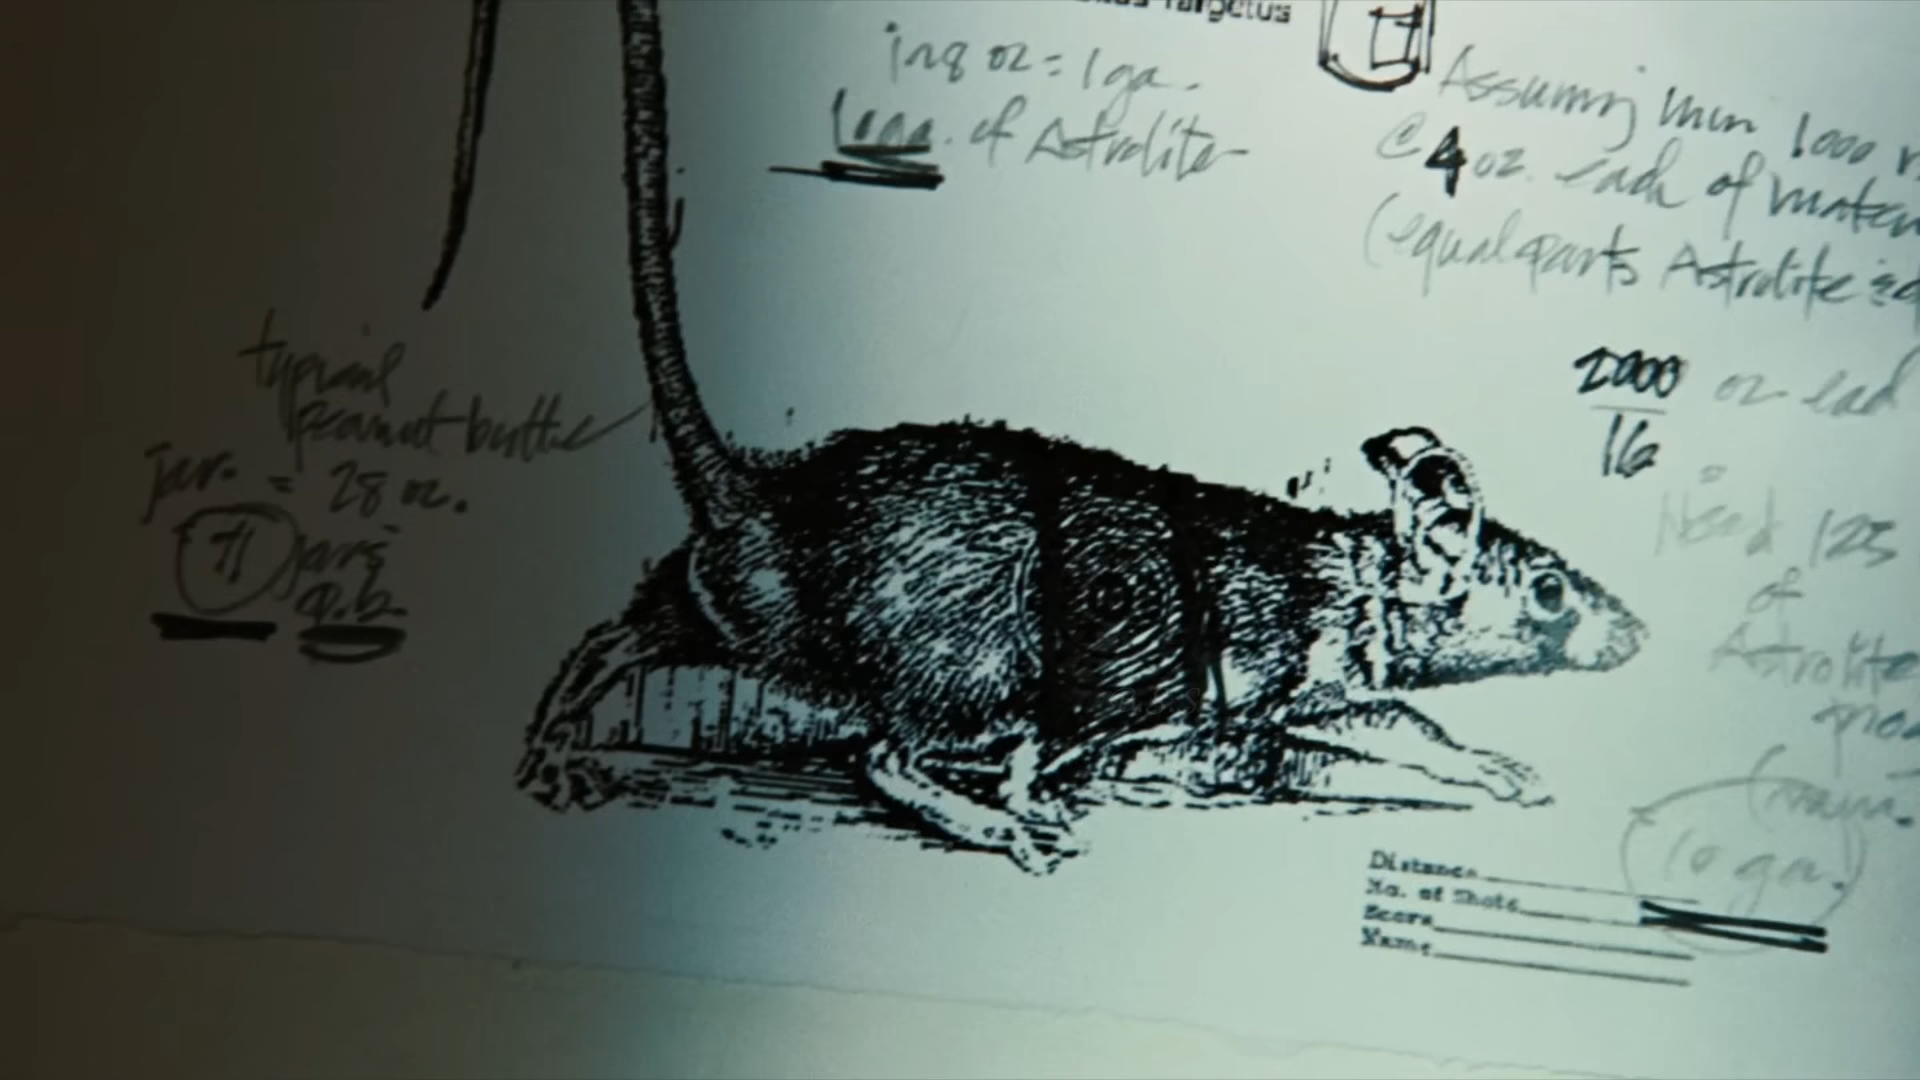 Targetus
ing oz = 1 ga.
10 ga. of Astrolite
Assuming min 1000 r
@ 4 oz. each of
(equal parts Astrolite
2000 oz each
16
=
Need 125
of
Astrolite
(
10 ga.)
typical
peanut butter
jar. = 28 oz.
71 jars
p.b.
Distance
No. of Shots
Score
Name